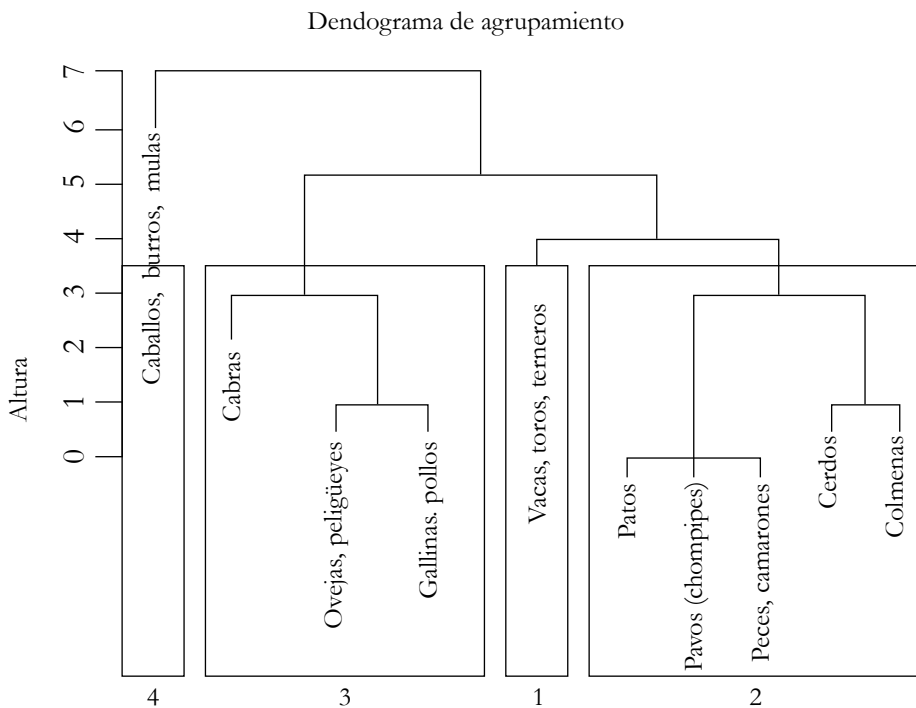 Dendograma de agrupamiento
Altura
7
6
5
4
3
2
1
0
Caballos, burros, mulas
Cabras
Ovejas, peligüeyes
Gallinas. pollos
Vacas, toros, terneros
Patos
Pavos (chompipes)
Peces, camarones
Cerdos
Colmenas
4
3
1
2